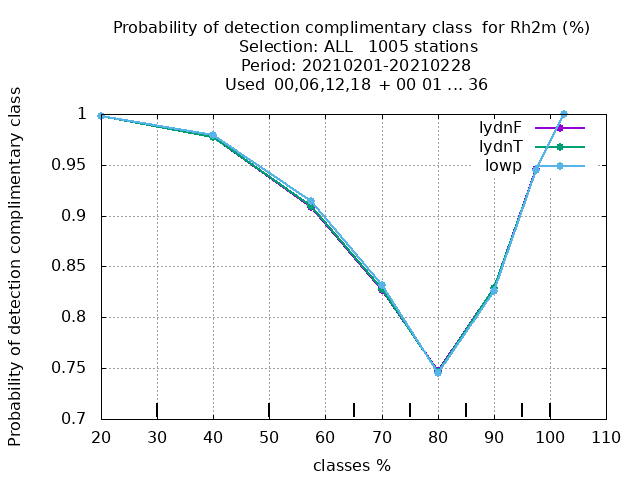 Probability of detection complimentary class  for Rh2m (%)
Selection: ALL   1005 stations
Period: 20210201-20210228
Used  00,06,12,18 + 00 01 ... 36
Probability of detection complimentary class
1
0.95
0.9
0.85
0.8
0.75
0.7
lydnF
lydnT
lowp
20 30 40 50 60 70 80 90 100 110
classes %